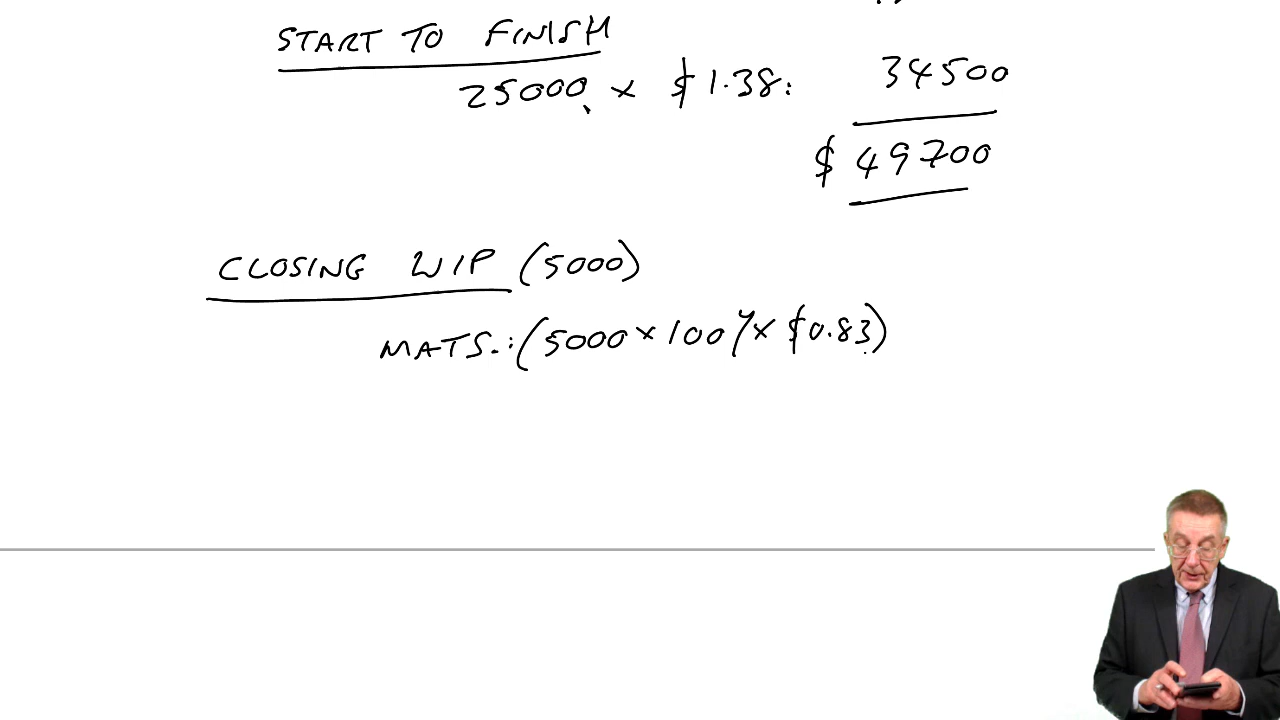 START TO FINISH
25000 × $1.38: 34500
$ 49700
CLOSING WIP (5000)
MATS.:(5000 × 100% × $0.83)